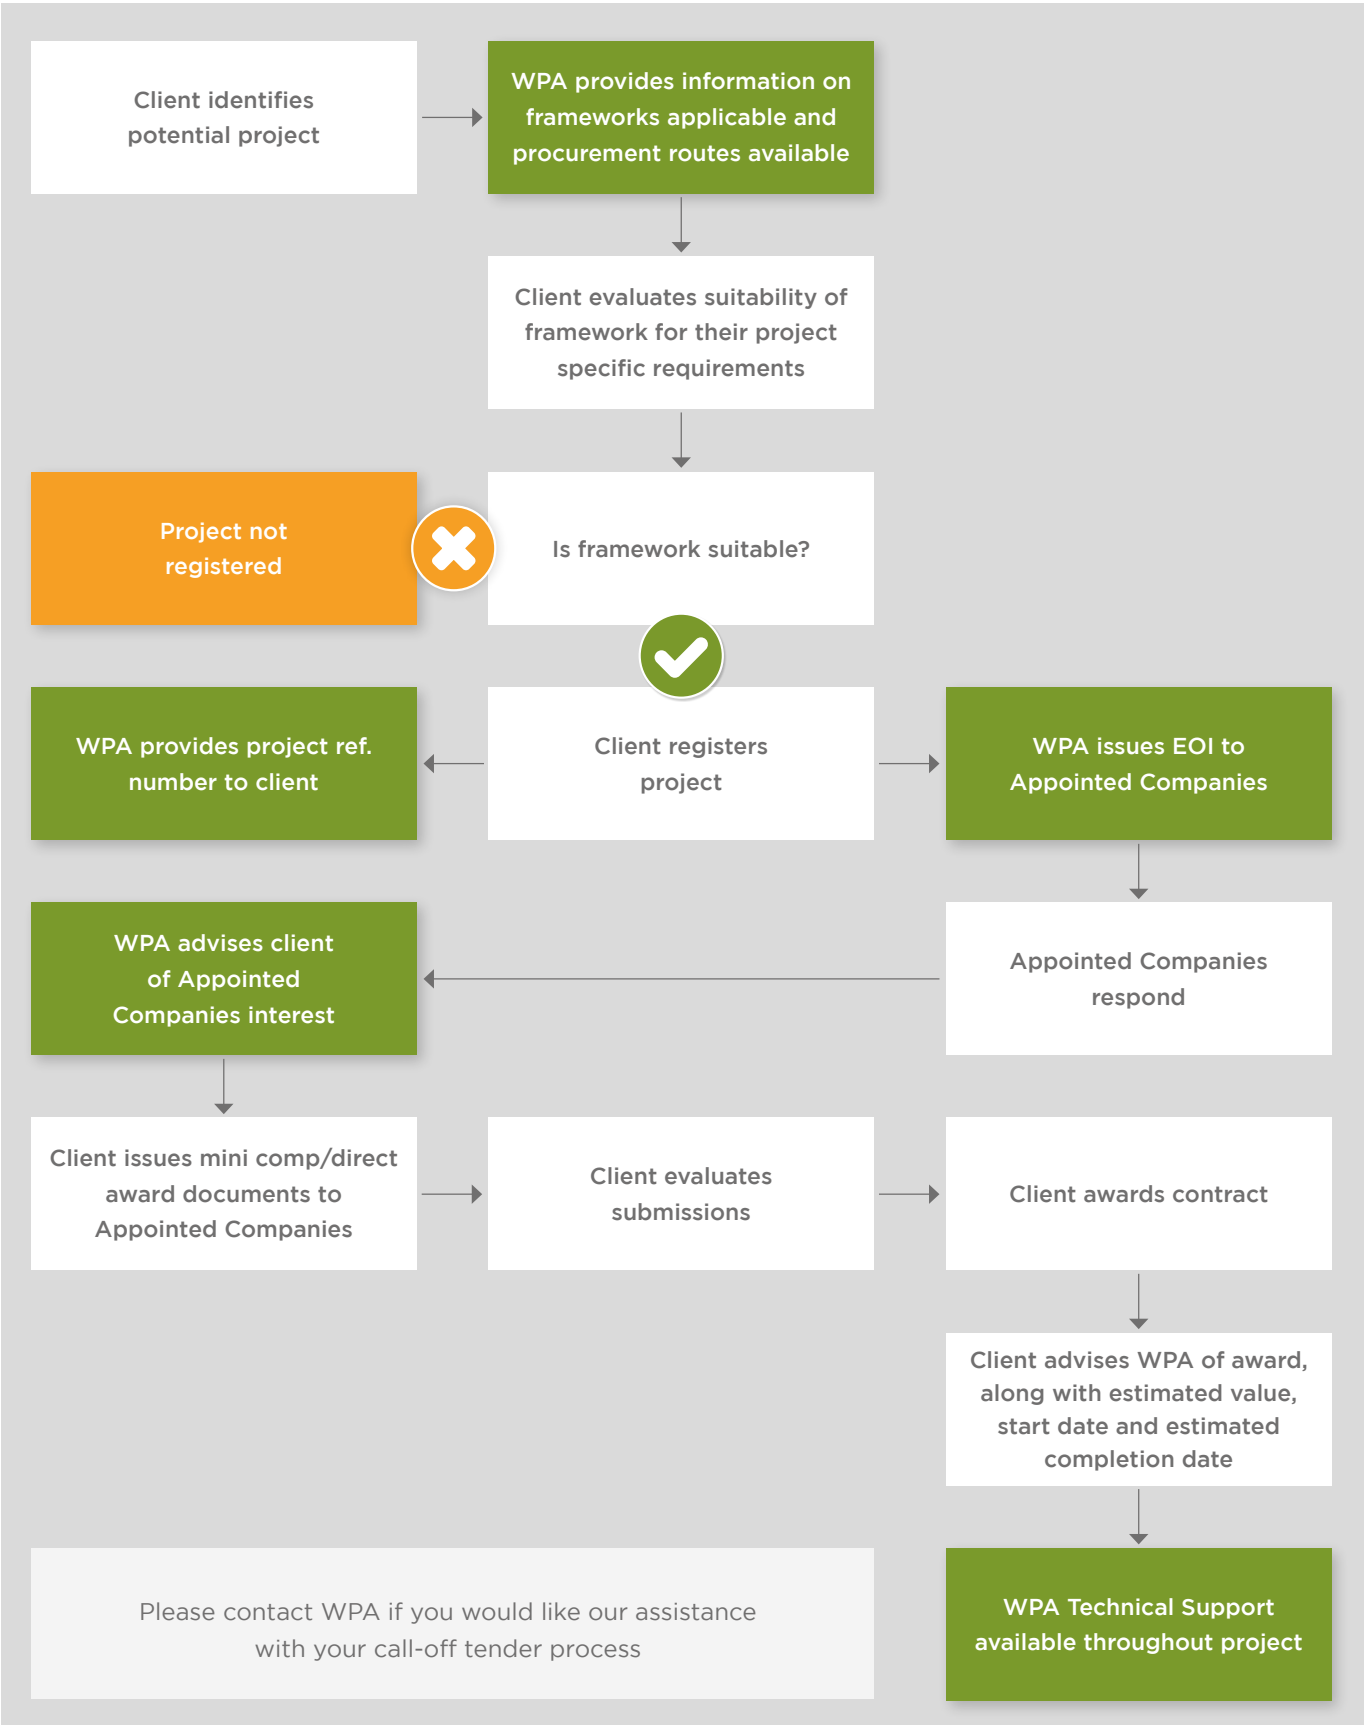 Client identifies
potential project
WPA provides information on
frameworks applicable and
procurement routes available
Client evaluates suitability of
framework for their project
specific requirements
Project not
registered
Is framework suitable?
WPA provides project ref.
number to client
Client registers
project
WPA issues EOI to
Appointed Companies
WPA advises client
of Appointed
Companies interest
Appointed Companies
respond
Client issues mini comp/direct
award documents to
Appointed Companies
Client evaluates
submissions
Client awards contract
Client advises WPA of award,
along with estimated value,
start date and estimated
completion date
Please contact WPA if you would like our assistance
with your call-off tender process
WPA Technical Support
available throughout project